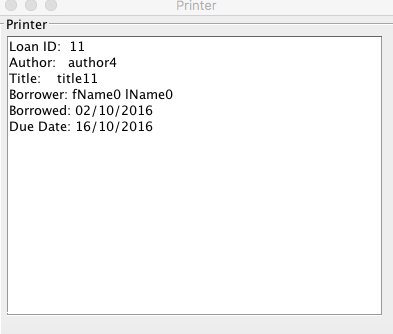 Printer
Printer
Loan ID:  11
Author:   author4
Title:    title11
Borrower: fName0 lName0
Borrowed: 02/10/2016
Due Date: 16/10/2016